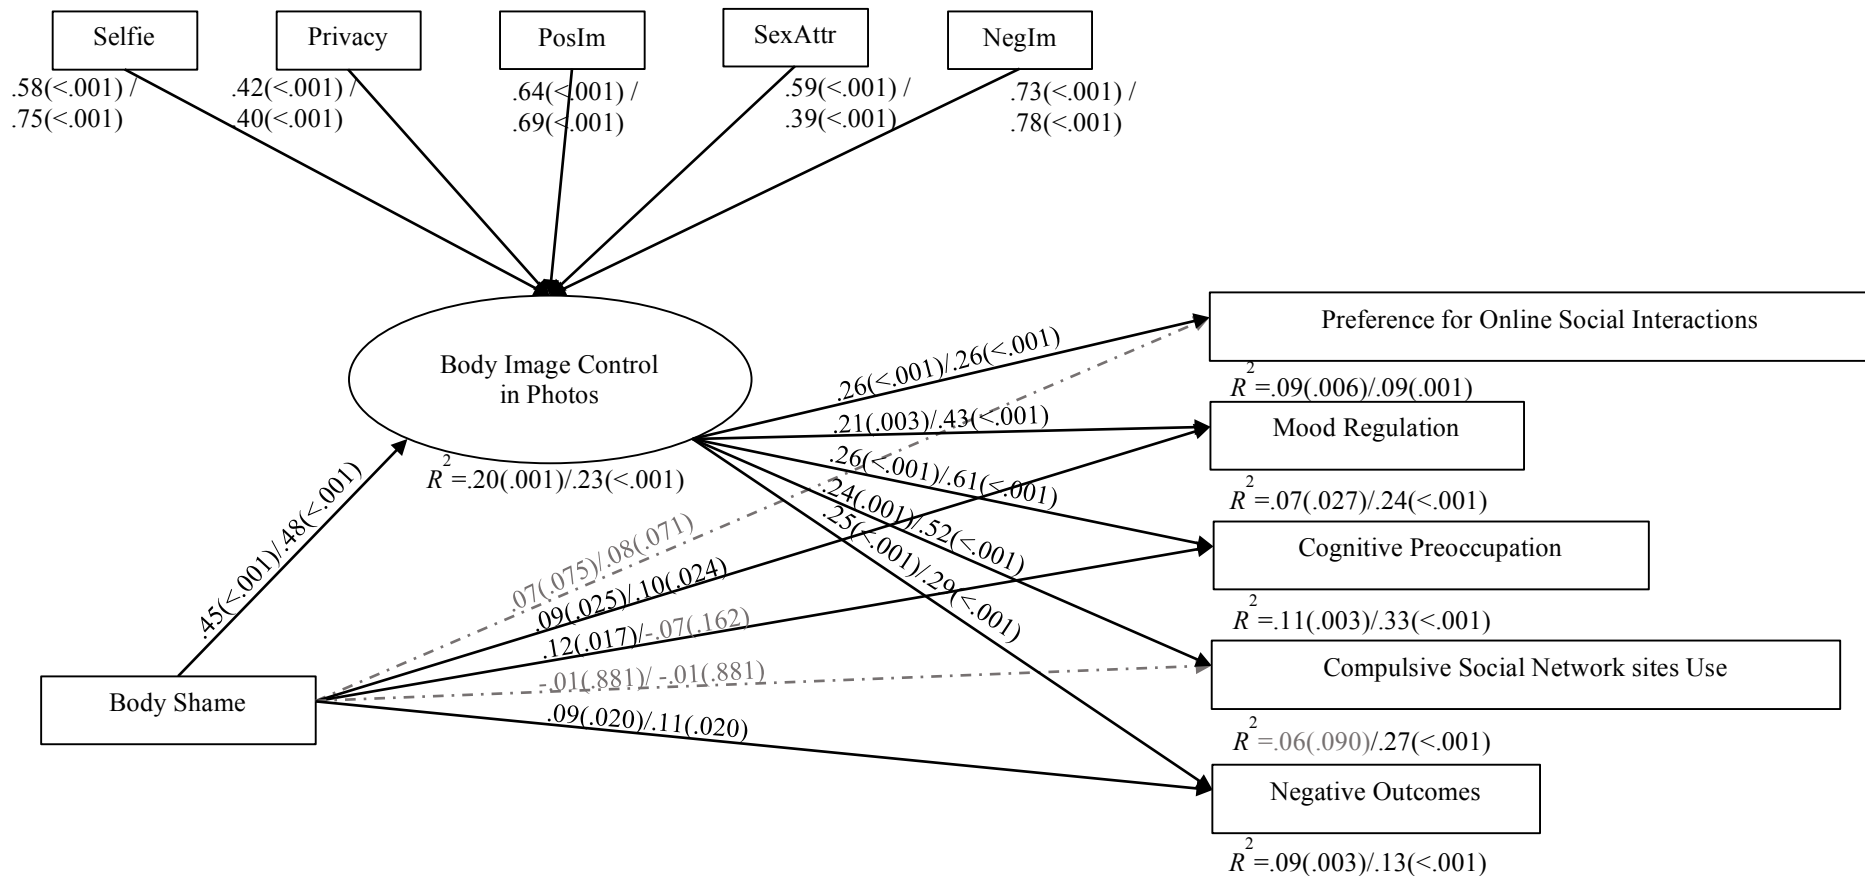 Selfie
Privacy
PosIm
SexAttr
NegIm
.58(<.001) /
.75(<.001)
.42(<.001) /
.40(<.001)
.64(<.001) /
.69(<.001)
.59(<.001) /
.39(<.001)
.73(<.001) /
.78(<.001)
Body Image Control
in Photos
R²=.20(.001)/.23(<.001)
Preference for Online Social Interactions
R²=.09(.006)/.09(.001)
Mood Regulation
R²=.07(.027)/.24(<.001)
Cognitive Preoccupation
R²=.11(.003)/.33(<.001)
Compulsive Social Network sites Use
R²=.06(.090)/.27(<.001)
Negative Outcomes
R²=.09(.003)/.13(<.001)
.26(<.001)/.26(<.001)
.21(.003)/.43(<.001)
.26(<.001)/.61(<.001)
.24(.001)/.52(<.001)
.25(<.001)/.29(<.001)
.45(<.001)/.48(<.001)
.07(.075)/.08(.071)
.09(.025)/.10(.024)
.12(.017)/-.07(.162)
-.01(.881)/ -.01(.881)
.09(.020)/.11(.020)
Body Shame